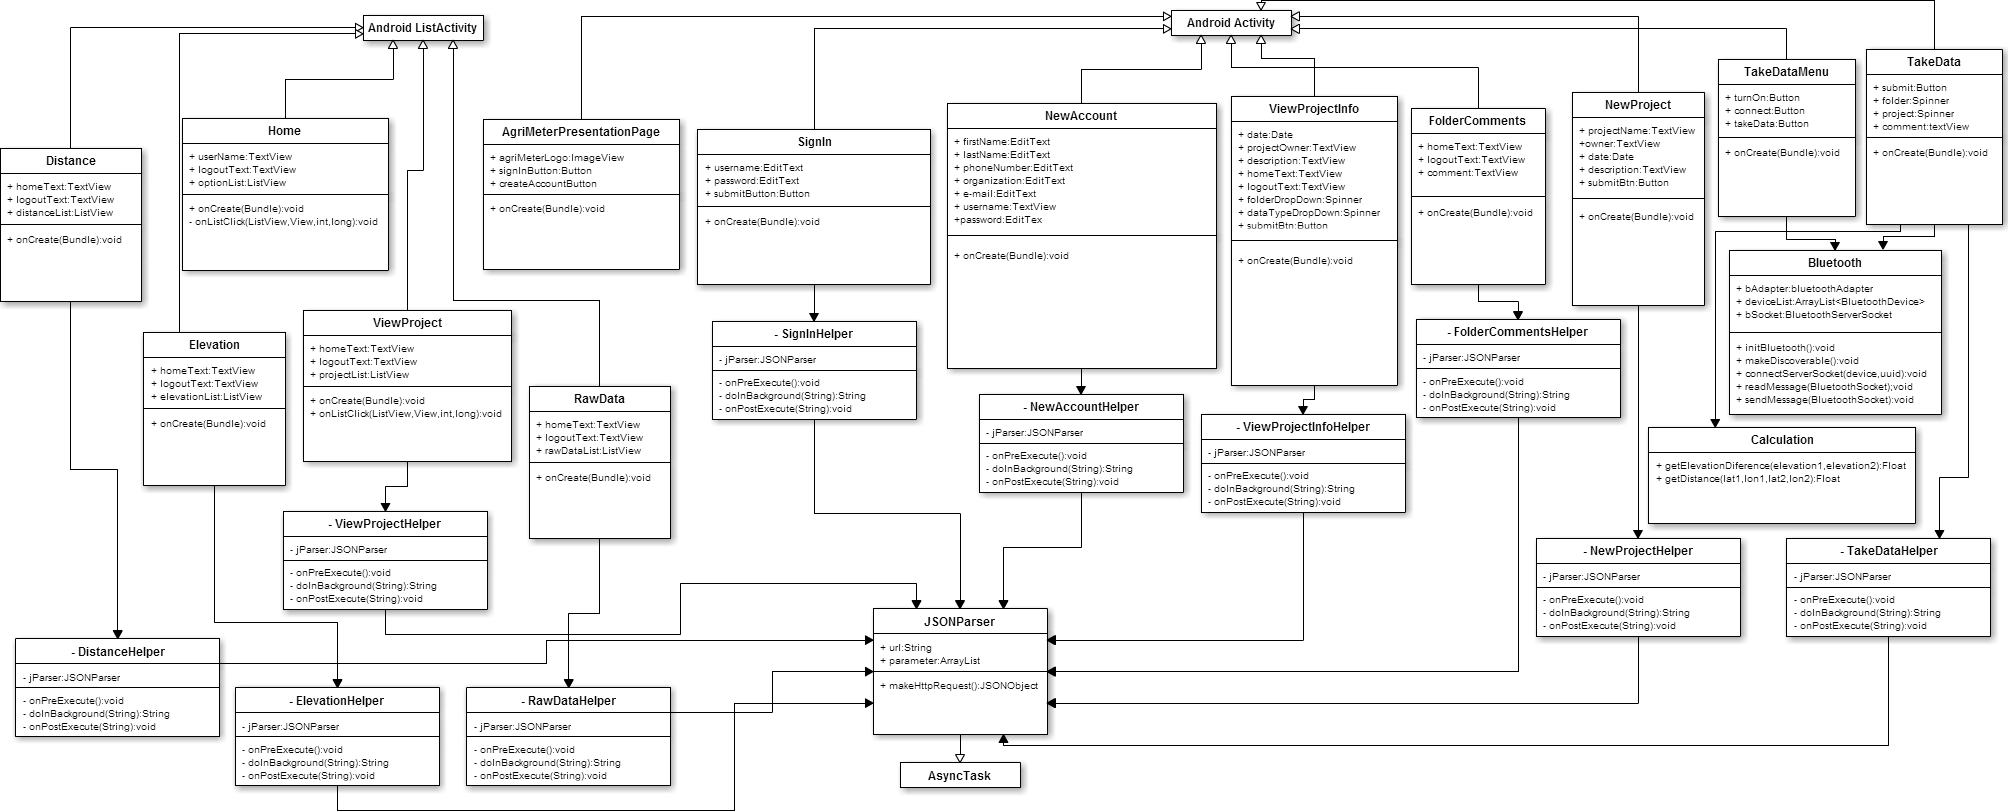 Android ListActivity
Android Activity
Distance
+ homeText:TextView
+ logoutText:TextView
+ distanceList:ListView
+ onCreate(Bundle):void
Home
+ userName:TextView
+ logoutText:TextView
+ optionList:ListView
+ onCreate(Bundle):void
- onListClick(ListView,View,int,long):void
AgriMeterPresentationPage
+ agriMeterLogo:ImageView
+ signInButton:Button
+ createAccountButton
+ onCreate(Bundle):void
SignIn
+ username:EditText
+ password:EditText
+ submitButton:Button
+ onCreate(Bundle):void
NewAccount
+ firstName:EditText
+ lastName:EditText
+ phoneNumber:EditText
+ organization:EditText
+ e-mail:EditText
+ username:TextView
+password:EditTex
+ onCreate(Bundle):void
ViewProjectInfo
+ date:Date
+ projectOwner:TextView
+ description:TextView
+ homeText:TextView
+ logoutText:TextView
+ folderDropDown:Spinner
+ dataTypeDropDown:Spinner
+ submitBtn:Button
+ onCreate(Bundle):void
FolderComments
+ homeText:TextView
+ logoutText:TextView
+ comment:TextView
+ onCreate(Bundle):void
NewProject
+ projectName:TextView
+owner:TextView
+ date:Date
+ description:TextView
+ submitBtn:Button
+ onCreate(Bundle):void
TakeDataMenu
+ turnOn:Button
+ connect:Button
+ takeData:Button
+ onCreate(Bundle):void
TakeData
+ submit:Button
+ folder:Spinner
+ project:Spinner
+ comment:textView
+ onCreate(Bundle):void
Elevation
+ homeText:TextView
+ logoutText:TextView
+ elevationList:ListView
+ onCreate(Bundle):void
ViewProject
+ homeText:TextView
+ logoutText:TextView
+ projectList:ListView
+ onCreate(Bundle):void
+ onListClick(ListView,View,int,long):void
RawData
+ homeText:TextView
+ logoutText:TextView
+ rawDataList:ListView
+ onCreate(Bundle):void
- SignInHelper
- jParser:JSONParser
- onPreExecute():void
- doInBackground(String):String
- onPostExecute(String):void
- NewAccountHelper
- jParser:JSONParser
- onPreExecute():void
- doInBackground(String):String
- onPostExecute(String):void
- ViewProjectInfoHelper
- jParser:JSONParser
- onPreExecute():void
- doInBackground(String):String
- onPostExecute(String):void
- FolderCommentsHelper
- jParser:JSONParser
- onPreExecute():void
- doInBackground(String):String
- onPostExecute(String):void
Bluetooth
+ bAdapter:bluetoothAdapter
+ deviceList:ArrayList<BluetoothDevice>
+ bSocket:BluetoothServerSocket
+ initBluetooth():void
+ makeDiscoverable():void
+ connectServerSocket(device,uuid):void
+ readMessage(BluetoothSocket):void
+ sendMessage(BluetoothSocket):void
Calculation
+ getElevationDiference(elevation1,elevation2):Float
+ getDistance(lat1,lon1,lat2,lon2):Float
- ViewProjectHelper
- jParser:JSONParser
- onPreExecute():void
- doInBackground(String):String
- onPostExecute(String):void
- NewProjectHelper
- jParser:JSONParser
- onPreExecute():void
- doInBackground(String):String
- onPostExecute(String):void
- TakeDataHelper
- jParser:JSONParser
- onPreExecute():void
- doInBackground(String):String
- onPostExecute(String):void
- DistanceHelper
- jParser:JSONParser
- onPreExecute():void
- doInBackground(String):String
- onPostExecute(String):void
- ElevationHelper
- jParser:JSONParser
- onPreExecute():void
- doInBackground(String):String
- onPostExecute(String):void
- RawDataHelper
- jParser:JSONParser
- onPreExecute():void
- doInBackground(String):String
- onPostExecute(String):void
JSONParser
+ url:String
+ parameter:ArrayList
+ makeHttpRequest():JSONObject
AsyncTask